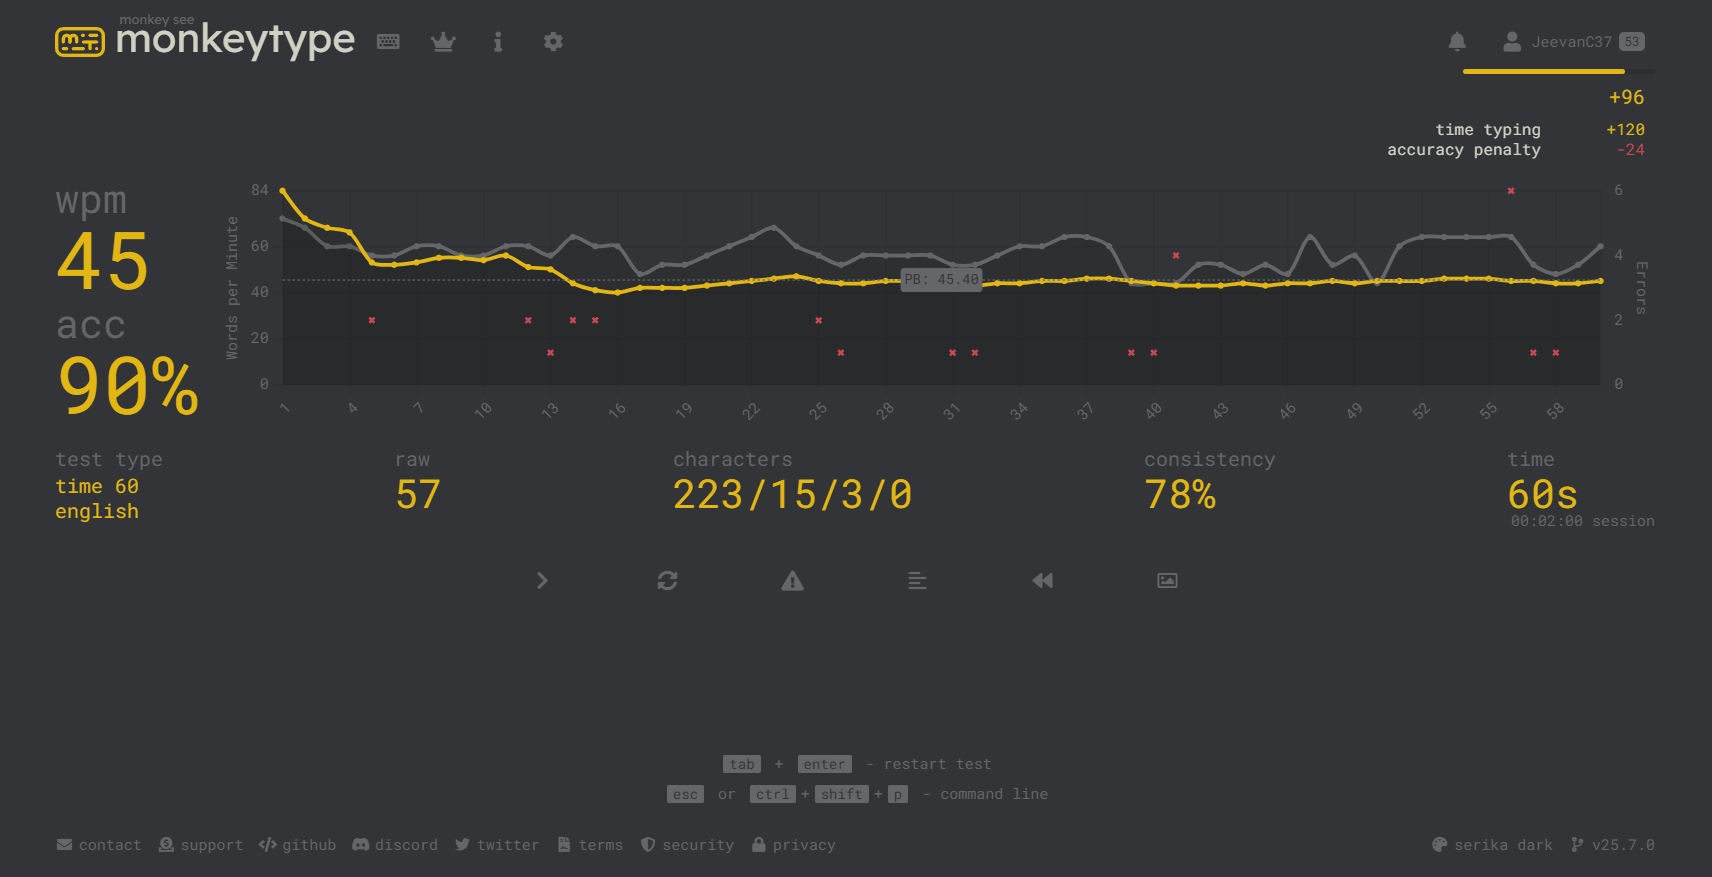 monkey see
monkeytype
JeevanC37 53
+96
time typing +120
accuracy penalty -24
wpm
45
acc
90%
Words per Minute
84
60
40
20
0
PB: 45.40
6
4
2
0
Errors
1 4 7 10 13 16 19 22 25 28 31 34 37 40 43 46 49 52 55 58
test type
time 60
english
raw
57
characters
223/15/3/0
consistency
78%
time
60s
00:02:00 session
tab + enter - restart test
esc or ctrl + shift + p - command line
contact support github discord twitter terms security privacy serika dark v25.7.0